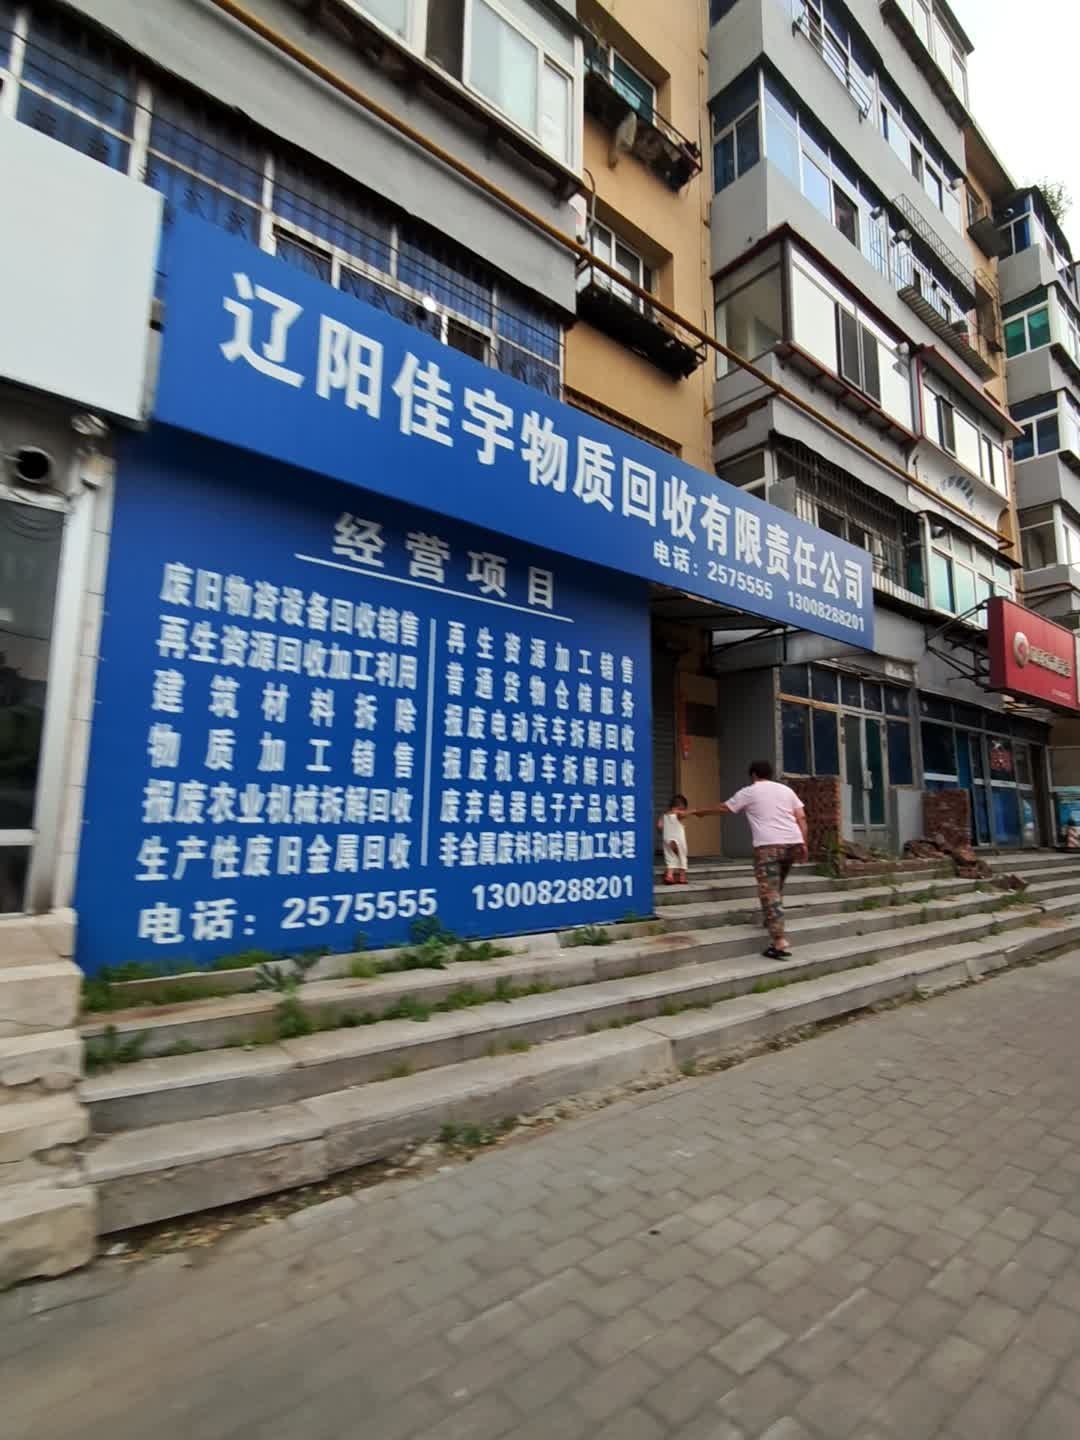 辽阳佳宇物质回收有限责任公司
电话：2575555 13008288201
经营项目
废旧物资设备回收销售
再生资源回收加工利用
建筑材料拆除
物质加工销售
报废农业机械拆解回收
生产性废旧金属回收
再生资源加工销售
普通货物仓储服务
报废电动汽车拆解回收
报废机动车拆解回收
废弃电器电子产品处理
非金属废料和碎屑加工处理
电话：2575555 13008288201